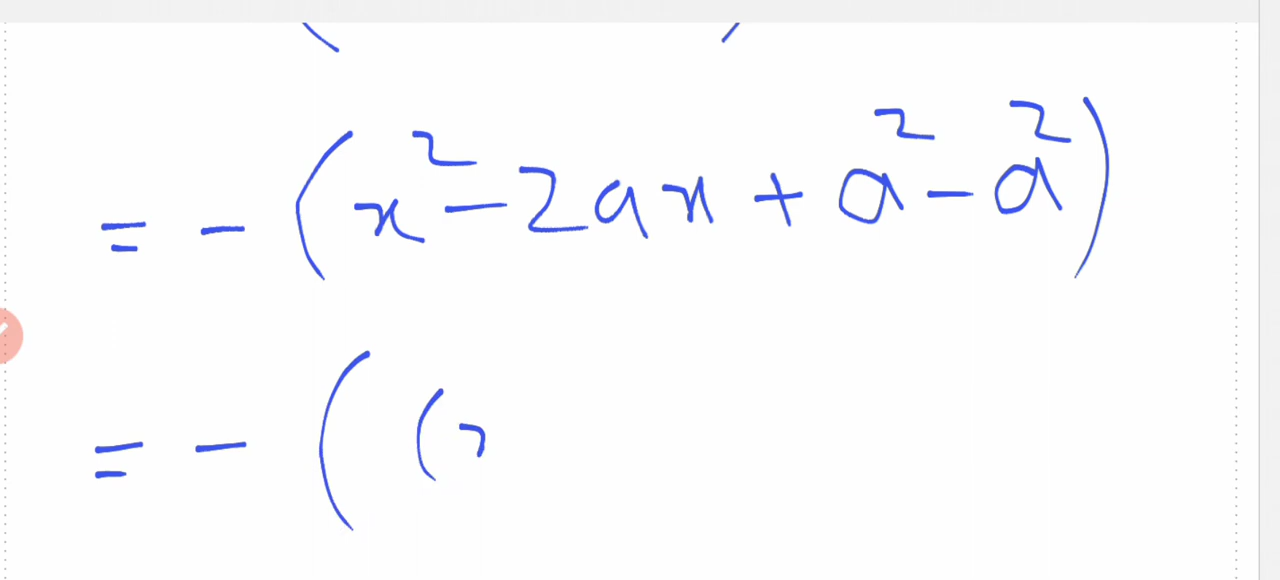 = - (x² - 2ax + a² - a²)
= - ( (